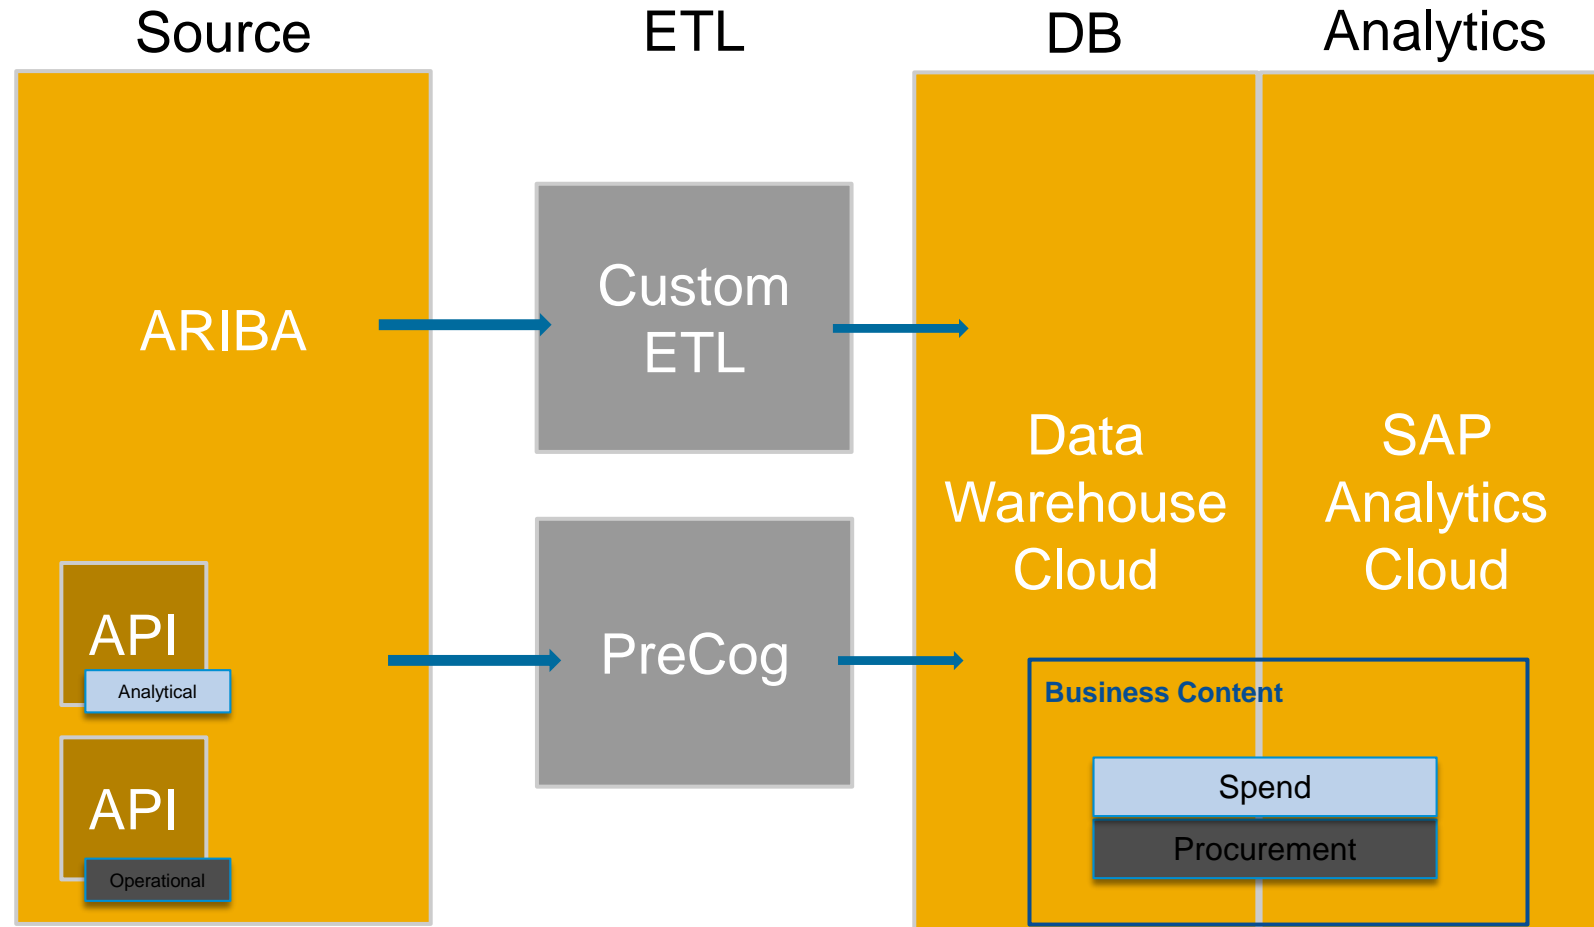 Source
ETL
DB
Analytics
ARIBA
Custom
ETL
Data
Warehouse
Cloud
SAP
Analytics
Cloud
API
Analytical
PreCog
API
Operational
Business Content
Spend
Procurement